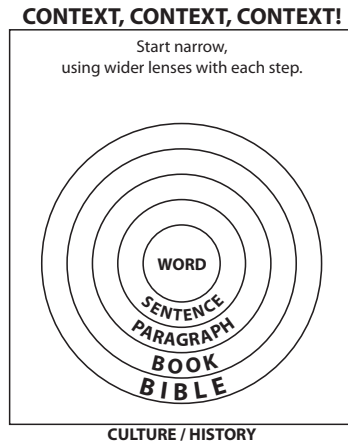 CONTEXT, CONTEXT, CONTEXT!
Start narrow,
using wider lenses with each step.
WORD
SENTENCE
PARAGRAPH
BOOK
BIBLE
CULTURE / HISTORY